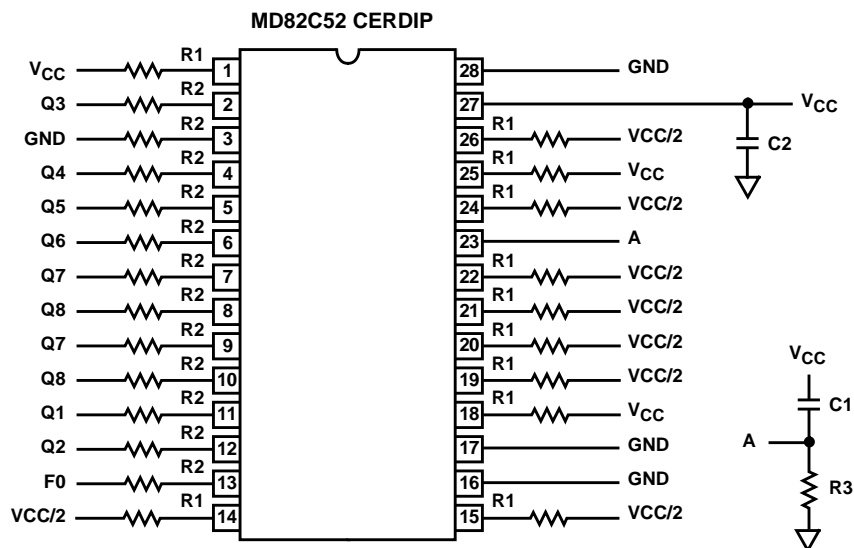 MD82C52 CERDIP
VCC R1 1 28 GND
Q3 R2 2 27 VCC
GND R2 3 26 R1 VCC/2
C2
Q4 R2 4 25 R1 VCC
Q5 R2 5 24 R1 VCC/2
Q6 R2 6 23 A
Q7 R2 7 22 R1 VCC/2
Q8 R2 8 21 R1 VCC/2
Q7 R2 9 20 R1 VCC/2
Q8 R2 10 19 R1 VCC/2
Q1 R2 11 18 R1 VCC
Q2 R2 12 17 GND
F0 R2 13 16 GND
VCC/2 R1 14 15 R1 VCC/2
VCC
C1
A
R3